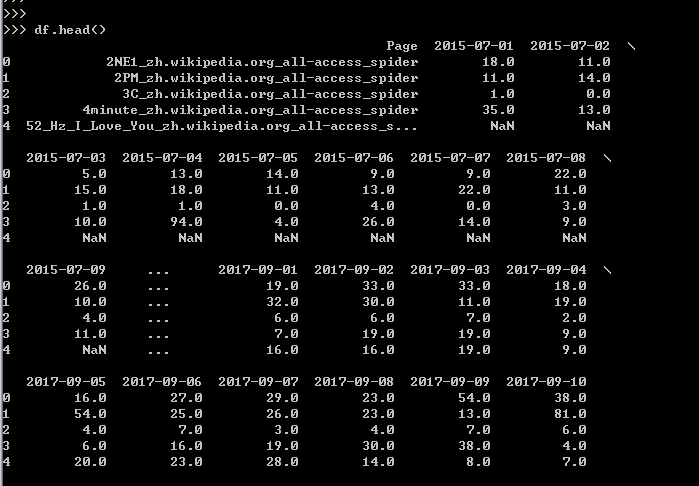 >>>
>>>
>>> df.head()
Page 2015-07-01 2015-07-02 \
0 2NE1_zh.wikipedia.org_all-access_spider 18.0 11.0
1 2PM_zh.wikipedia.org_all-access_spider 11.0 14.0
2 3C_zh.wikipedia.org_all-access_spider 1.0 0.0
3 4minute_zh.wikipedia.org_all-access_spider 35.0 13.0
4 52_Hz_I_Love_You_zh.wikipedia.org_all-access_s... NaN NaN
2015-07-03 2015-07-04 2015-07-05 2015-07-06 2015-07-07 2015-07-08 \
0 5.0 13.0 14.0 9.0 9.0 22.0
1 15.0 18.0 11.0 13.0 22.0 11.0
2 1.0 1.0 0.0 4.0 0.0 3.0
3 10.0 94.0 4.0 26.0 14.0 9.0
4 NaN NaN NaN NaN NaN NaN
2015-07-09 ... 2017-09-01 2017-09-02 2017-09-03 2017-09-04 \
0 26.0 ... 19.0 33.0 33.0 18.0
1 10.0 ... 32.0 30.0 11.0 19.0
2 4.0 ... 6.0 6.0 7.0 2.0
3 11.0 ... 7.0 19.0 19.0 9.0
4 NaN ... 16.0 16.0 19.0 9.0
2017-09-05 2017-09-06 2017-09-07 2017-09-08 2017-09-09 2017-09-10
0 16.0 27.0 29.0 23.0 54.0 38.0
1 54.0 25.0 26.0 23.0 13.0 81.0
2 4.0 7.0 3.0 4.0 7.0 6.0
3 6.0 16.0 19.0 30.0 38.0 4.0
4 20.0 23.0 28.0 14.0 8.0 7.0